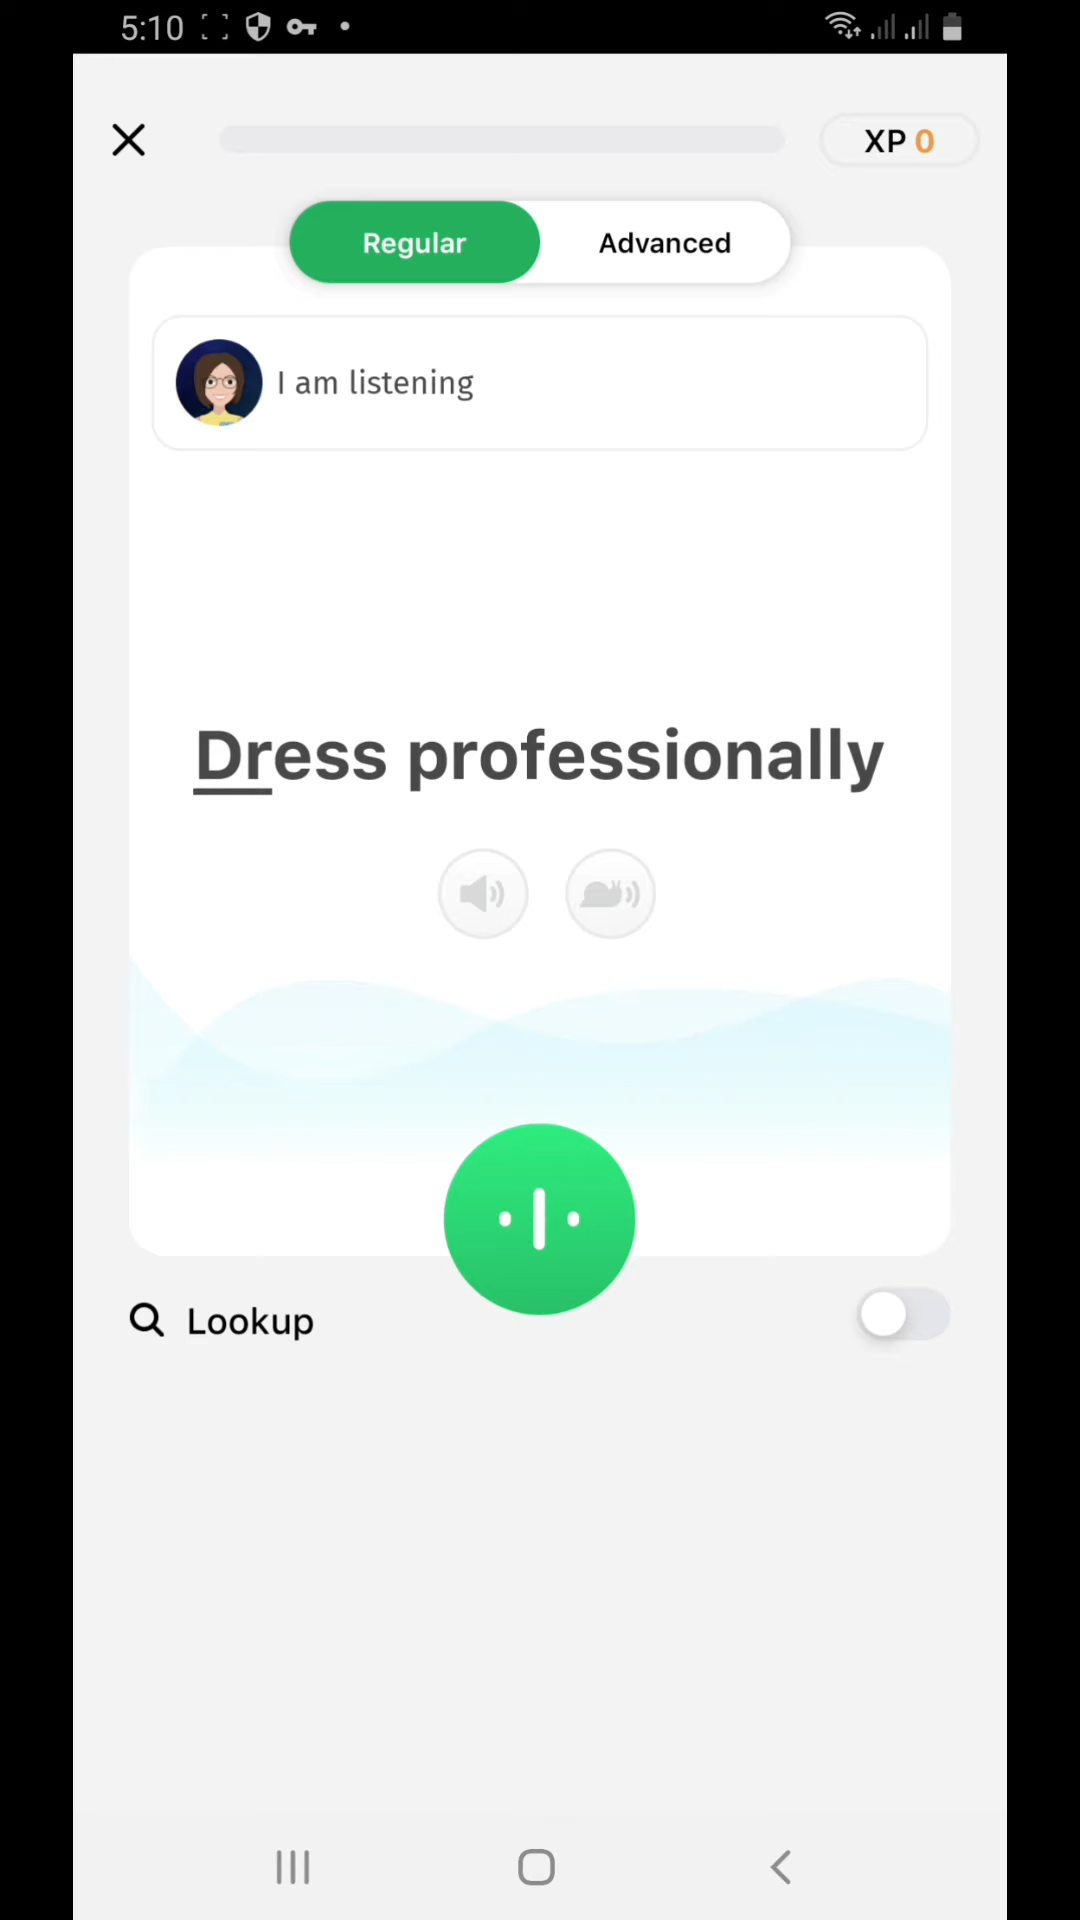 5:10
XP 0
Regular Advanced
I am listening
Dress professionally
Lookup